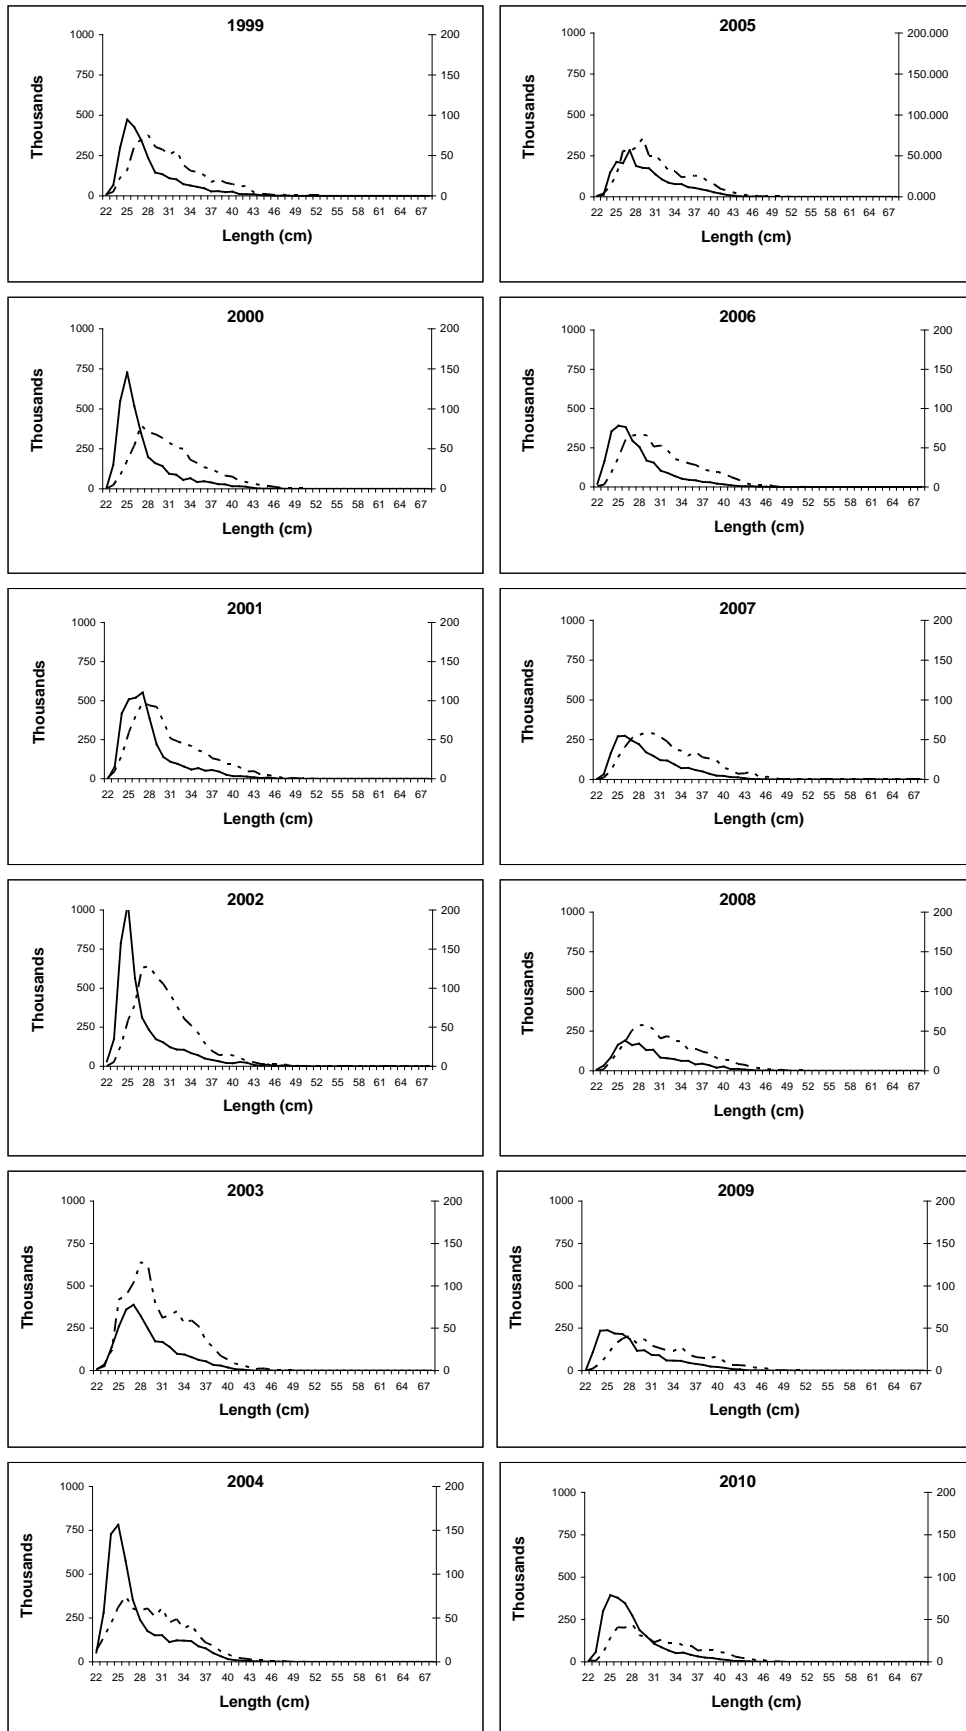 1999
1000 750 500 250 0
Thousands
200 150 100 50 0
22 25 28 31 34 37 40 43 46 49 52 55 58 61 64 67
Length (cm)
2005
1000 750 500 250 0
Thousands
200.000 150.000 100.000 50.000 0.000
22 25 28 31 34 37 40 43 46 49 52 55 58 61 64 67
Length (cm)
2000
1000 750 500 250 0
Thousands
200 150 100 50 0
22 25 28 31 34 37 40 43 46 49 52 55 58 61 64 67
Length (cm)
2006
1000 750 500 250 0
Thousands
200 150 100 50 0
22 25 28 31 34 37 40 43 46 49 52 55 58 61 64 67
Length (cm)
2001
1000 750 500 250 0
Thousands
200 150 100 50 0
22 25 28 31 34 37 40 43 46 49 52 55 58 61 64 67
Length (cm)
2007
1000 750 500 250 0
Thousands
200 150 100 50 0
22 25 28 31 34 37 40 43 46 49 52 55 58 61 64 67
Length (cm)
2002
1000 750 500 250 0
Thousands
200 150 100 50 0
22 25 28 31 34 37 40 43 46 49 52 55 58 61 64 67
Length (cm)
2008
1000 750 500 250 0
Thousands
200 150 100 50 0
22 25 28 31 34 37 40 43 46 49 52 55 58 61 64 67
Length (cm)
2003
1000 750 500 250 0
Thousands
200 150 100 50 0
22 25 28 31 34 37 40 43 46 49 52 55 58 61 64 67
Length (cm)
2009
1000 750 500 250 0
Thousands
200 150 100 50 0
22 25 28 31 34 37 40 43 46 49 52 55 58 61 64 67
Length (cm)
2004
1000 750 500 250 0
Thousands
200 150 100 50 0
22 25 28 31 34 37 40 43 46 49 52 55 58 61 64 67
Length (cm)
2010
1000 750 500 250 0
Thousands
200 150 100 50 0
22 25 28 31 34 37 40 43 46 49 52 55 58 61 64 67
Length (cm)